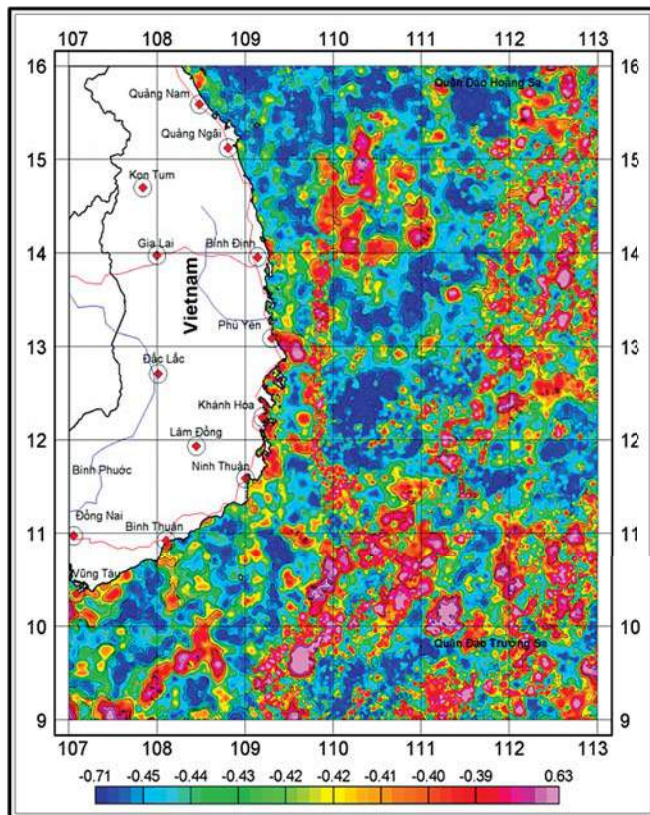 107 108 109 110 111 112 113
16 16
Quần Đảo Hoàng Sa
Quảng Nam
Quảng Ngãi
15 15
Kon Tum
14 14
Gia Lai
Bình Định
Vietnam
Phú Yên
13 13
Đắc Lắc
Khánh Hòa
12 12
Lâm Đồng
Ninh Thuận
Bình Phước
11 11
Đồng Nai
Bình Thuận
Vũng Tàu
10 10
Quần Đảo Trường Sa
9 9
107 108 109 110 111 112 113
-0.71 -0.45 -0.44 -0.43 -0.42 -0.42 -0.41 -0.40 -0.39 0.63